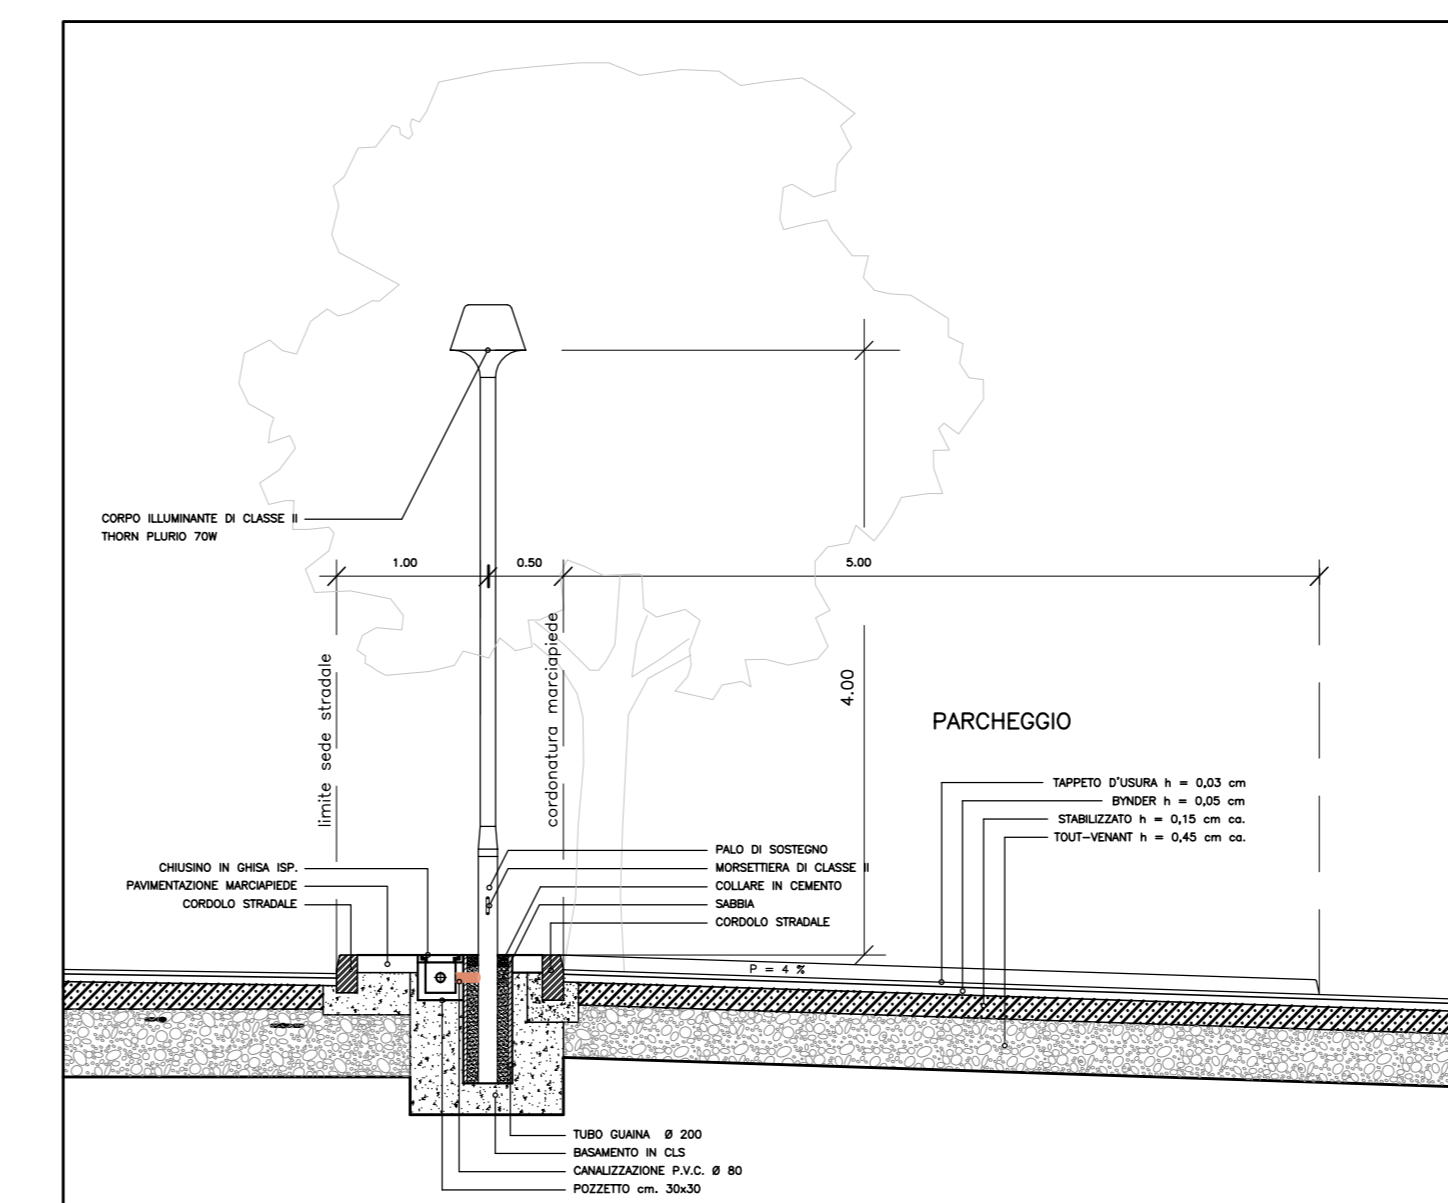 CORPO ILLUMINANTE DI CLASSE II
THORN PLURIO 70W
1.00
0.50
5.00
limite sede stradale
cordonatura marciapiede
4.00
PARCHEGGIO
TAPPETO D'USURA h = 0,03 cm
BYNDER h = 0,05 cm
STABILIZZATO h = 0,15 cm ca.
TOUT-VENANT h = 0,45 cm ca.
CHIUSINO IN GHISA ISP.
PAVIMENTAZIONE MARCIAPIEDE
CORDOLO STRADALE
PALO DI SOSTEGNO
MORSETTIERA DI CLASSE II
COLLARE IN CEMENTO
SABBIA
CORDOLO STRADALE
P = 4 %
TUBO GUAINA Ø 200
BASAMENTO IN CLS
CANALIZZAZIONE P.V.C. Ø 80
POZZETTO cm. 30x30